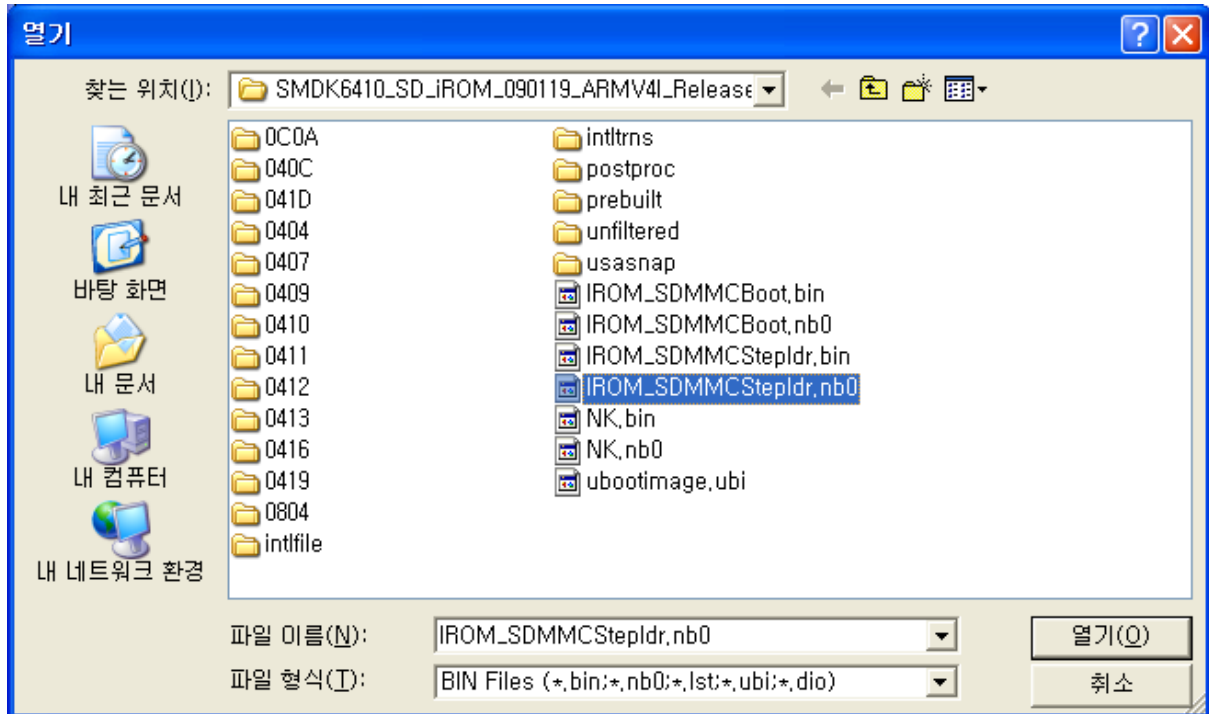 열기
찾는 위치(I):
SMDK6410_SD_iROM_090119_ARMV4I_Release
내 최근 문서
바탕 화면
내 문서
내 컴퓨터
내 네트워크 환경
0C0A
040C
041D
0404
0407
0409
0410
0411
0412
0413
0416
0419
0804
intlfile
intltrns
postproc
prebuilt
unfiltered
usasnap
IROM_SDMMCBoot,bin
IROM_SDMMCBoot,nb0
IROM_SDMMCStepldr,bin
IROM_SDMMCStepldr,nb0
NK,bin
NK,nb0
ubootimage,ubi
파일 이름(N):
IROM_SDMMCStepldr,nb0
열기(O)
파일 형식(T):
BIN Files (*,bin;*,nb0;*,lst;*,ubi;*,dio)
취소